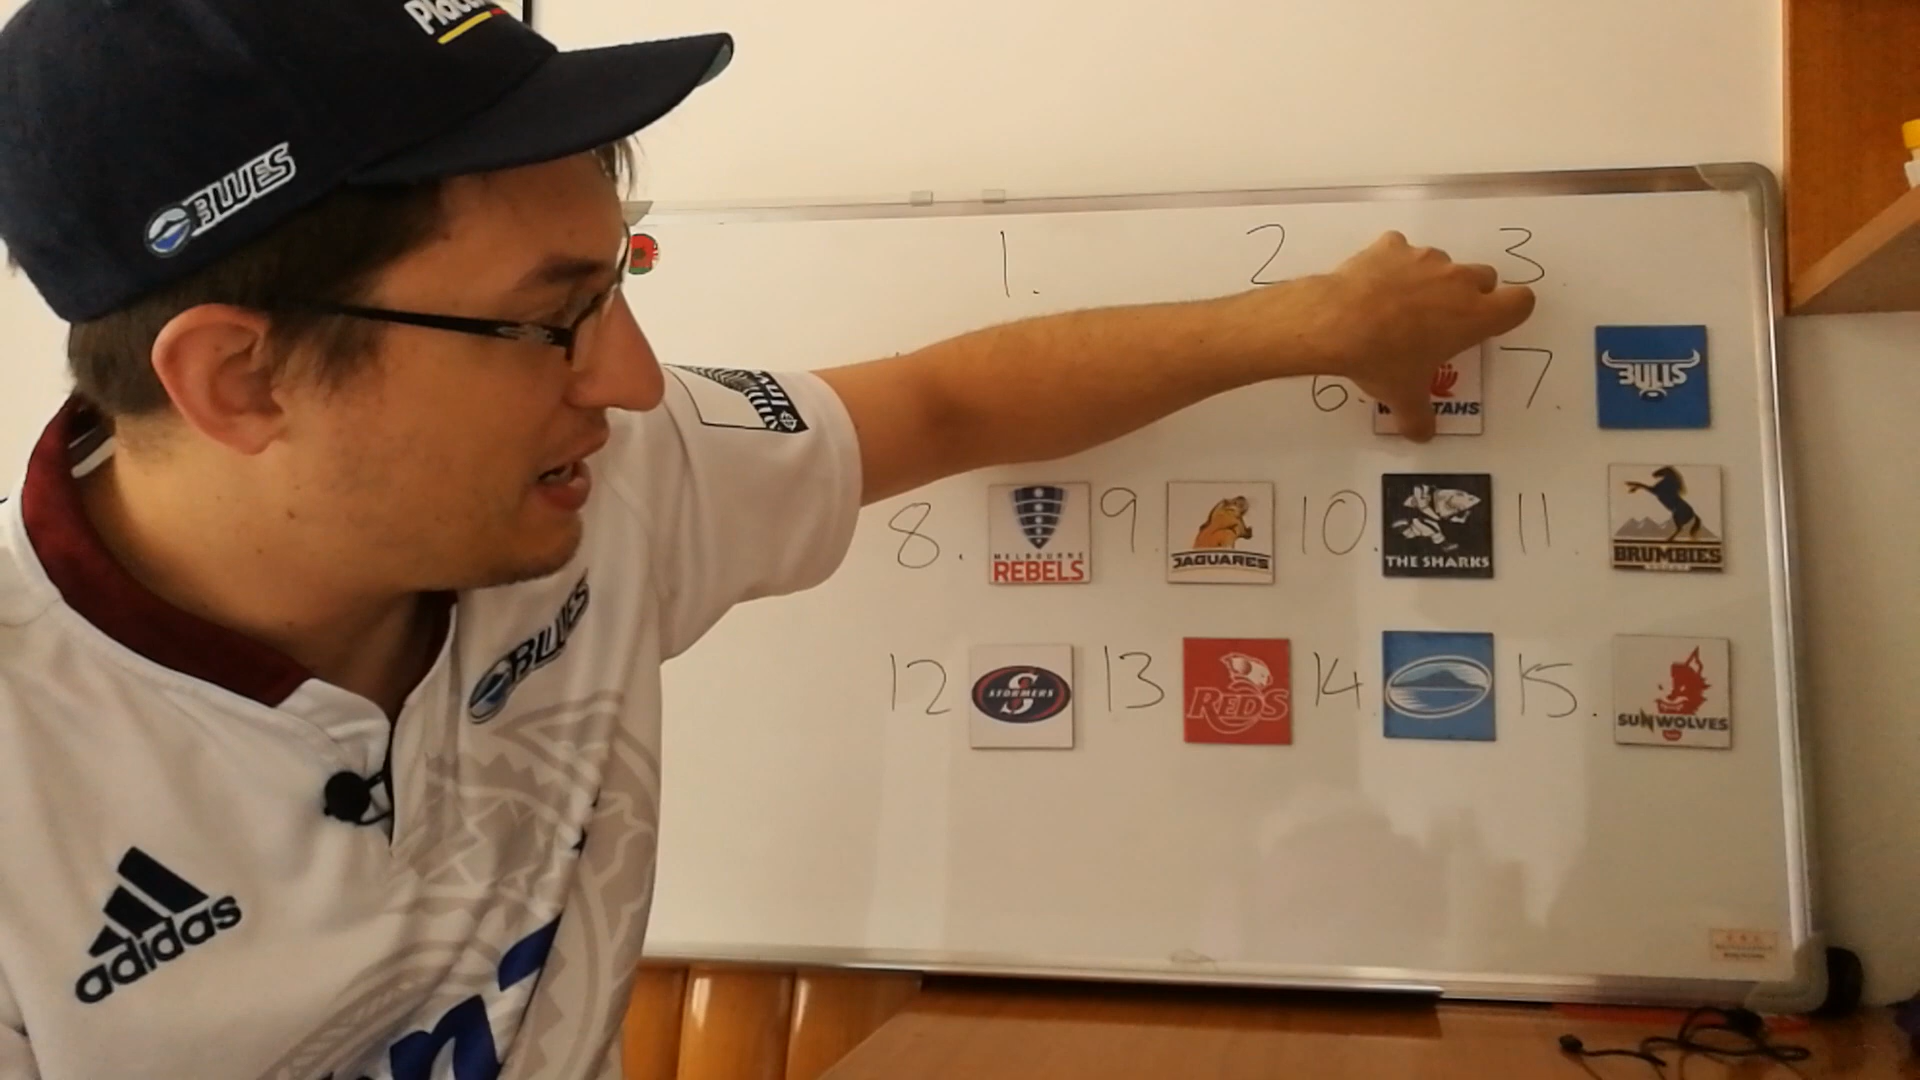 BLUES
1.
2
3
6.
TAHS
7.
BULLS
8.
MELBOURNE
REBELS
9.
JAGUARES
10.
THE SHARKS
11.
BRUMBIES
12
STORMERS
S
13
REDS
14.
15.
SUNWOLVES
BLUES
adidas